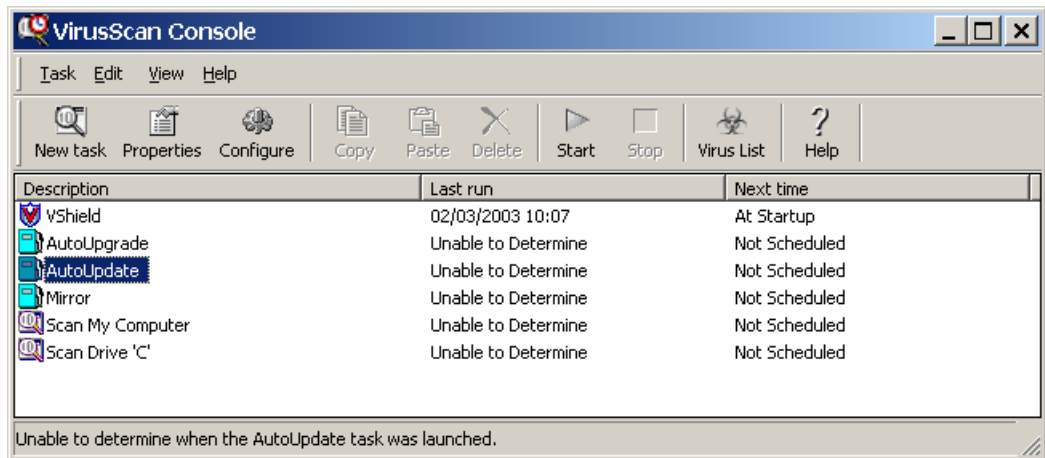 VirusScan Console
Task Edit View Help
New task Properties Configure Copy Paste Delete Start Stop Virus List Help
Description Last run Next time
VShield 02/03/2003 10:07 At Startup
AutoUpgrade Unable to Determine Not Scheduled
AutoUpdate Unable to Determine Not Scheduled
Mirror Unable to Determine Not Scheduled
Scan My Computer Unable to Determine Not Scheduled
Scan Drive 'C' Unable to Determine Not Scheduled
Unable to determine when the AutoUpdate task was launched.